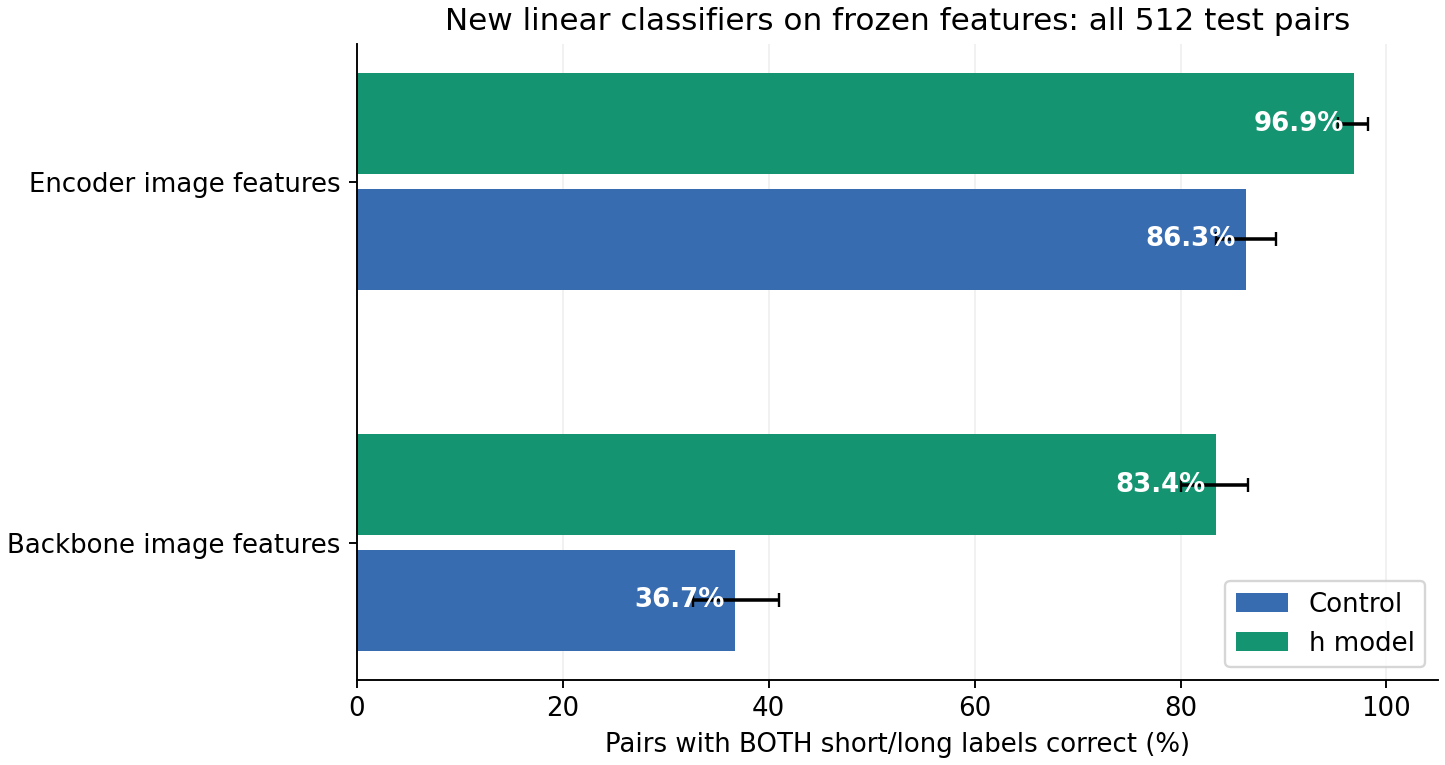 New linear classifiers on frozen features: all 512 test pairs
Encoder image features
96.9%
86.3%
Backbone image features
83.4%
36.7%
Control
h model
0 20 40 60 80 100
Pairs with BOTH short/long labels correct (%)